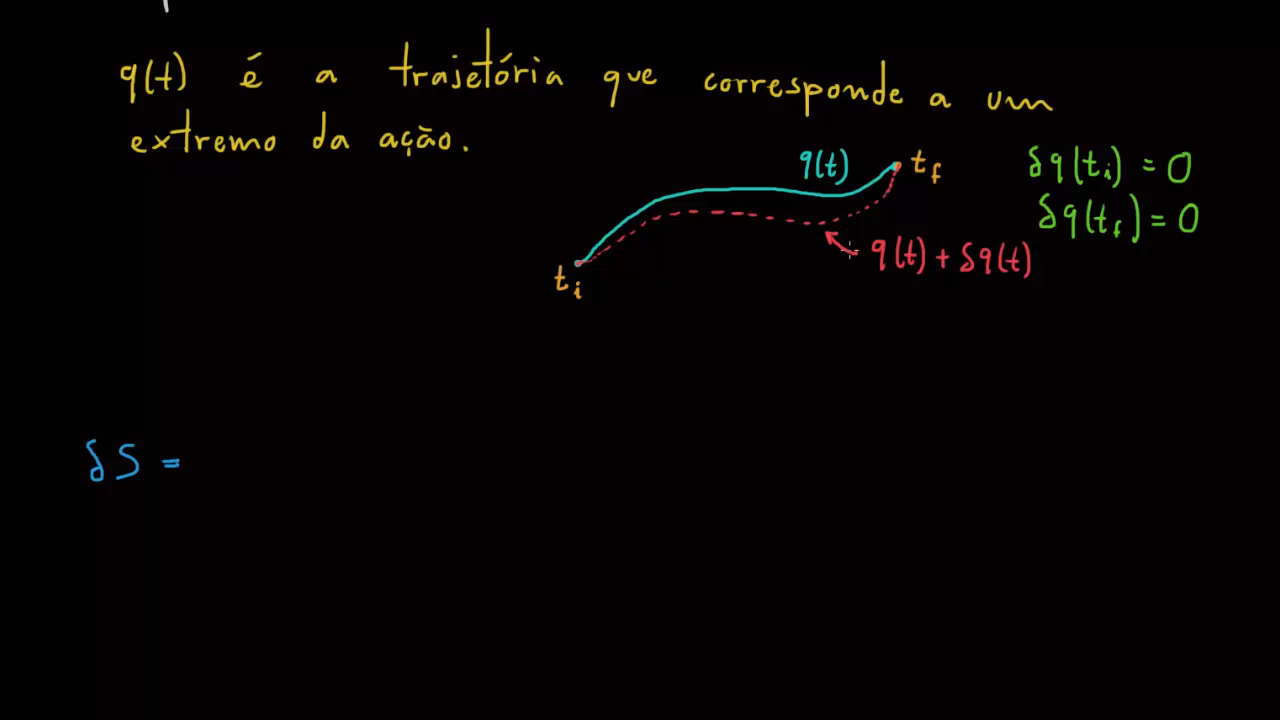 q(t) é a trajetória que corresponde a um
extremo da ação.
q(t)
t_f
δq(t_i) = 0
δq(t_f) = 0
q(t) + δq(t)
t_i
δS =